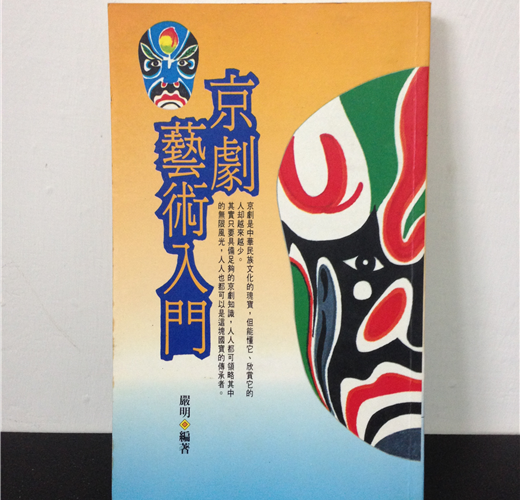 京劇
藝術入門
京劇是中華民族文化的瑰寶，但能懂它、欣賞它的
人却越來越少。
其實只要具備足夠的京劇知識，人人都可領略其中
的無限風光，人人也都可以是這塊國寶的傳承者。
嚴明◎編著